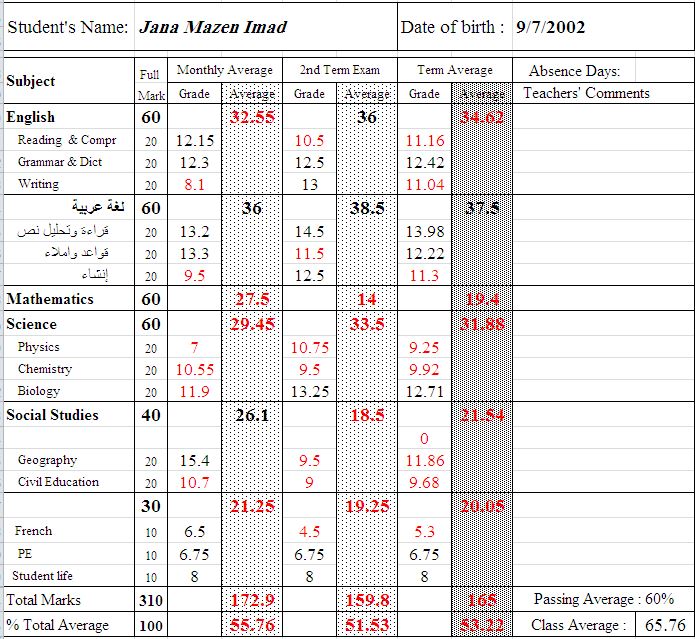 Student's Name: Jana Mazen Imad Date of birth : 9/7/2002
Subject Full Mark Monthly Average 2nd Term Exam Term Average Absence Days:
Grade Average Grade Average Grade Average Teachers' Comments
English 60 32.55 36 34.62
Reading & Compr 20 12.15 10.5 11.16
Grammar & Dict 20 12.3 12.5 12.42
Writing 20 8.1 13 11.04
لغة عربية 60 36 38.5 37.5
قراءة وتحليل نص 20 13.2 14.5 13.98
قواعد واملاء 20 13.3 11.5 12.22
إنشاء 20 9.5 12.5 11.3
Mathematics 60 27.5 14 19.4
Science 60 29.45 33.5 31.88
Physics 20 7 10.75 9.25
Chemistry 20 10.55 9.5 9.92
Biology 20 11.9 13.25 12.71
Social Studies 40 26.1 18.5 21.54
0
Geography 20 15.4 9.5 11.86
Civil Education 20 10.7 9 9.68
30 21.25 19.25 20.05
French 10 6.5 4.5 5.3
PE 10 6.75 6.75 6.75
Student life 10 8 8 8
Total Marks 310 172.9 159.8 165 Passing Average : 60%
% Total Average 100 55.76 51.53 53.22 Class Average : 65.76